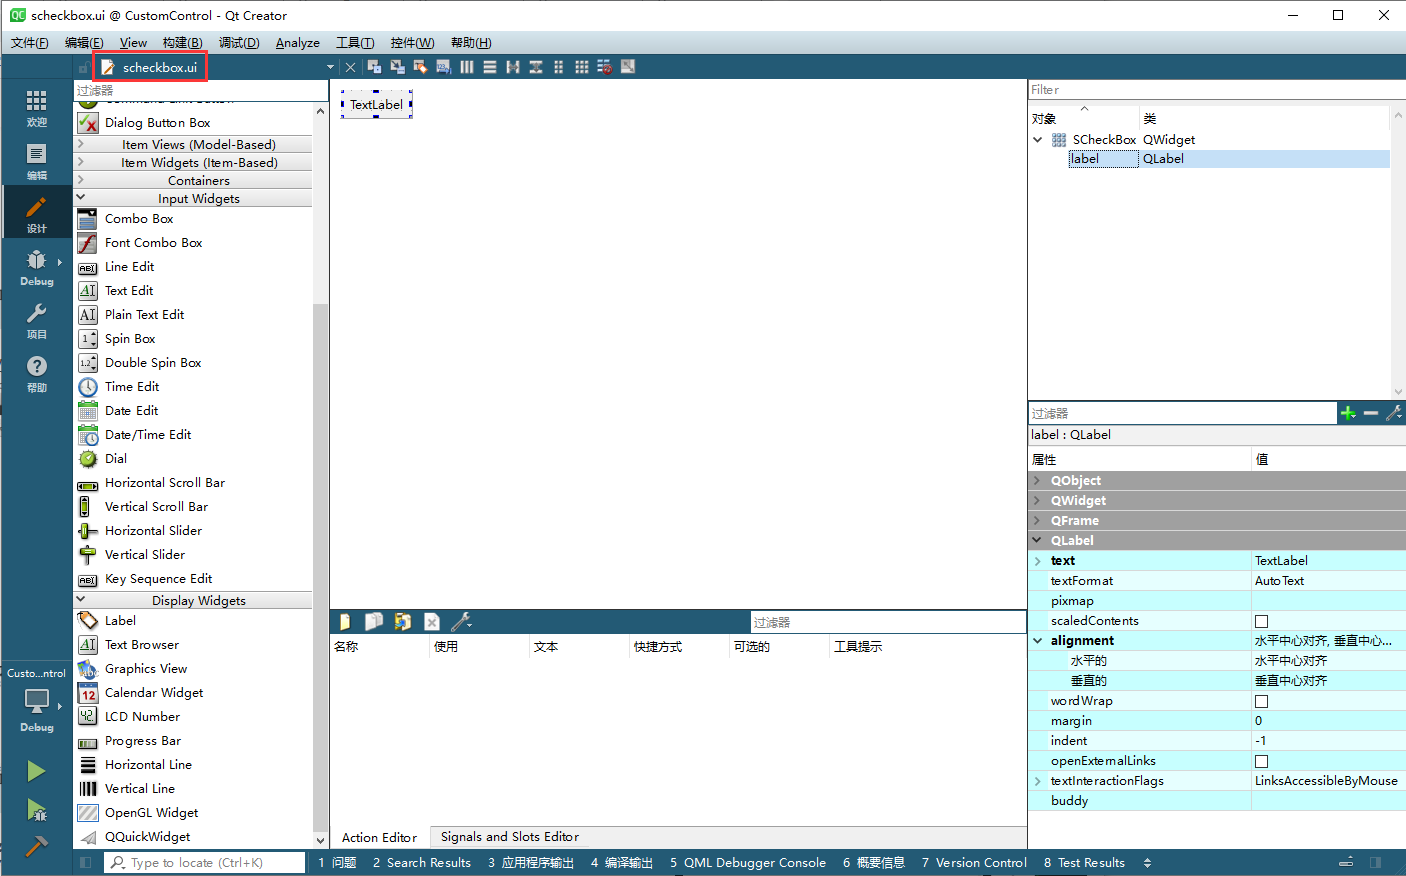 scheckbox.ui @ CustomControl - Qt Creator
文件(F) 编辑(E) View 构建(B) 调试(D) Analyze 工具(T) 控件(W) 帮助(H)
scheckbox.ui
过滤器
Command Link Button
Dialog Button Box
Item Views (Model-Based)
Item Widgets (Item-Based)
Containers
Input Widgets
Combo Box
Font Combo Box
Line Edit
Text Edit
Plain Text Edit
Spin Box
Double Spin Box
Time Edit
Date Edit
Date/Time Edit
Dial
Horizontal Scroll Bar
Vertical Scroll Bar
Horizontal Slider
Vertical Slider
Key Sequence Edit
Display Widgets
Label
Text Browser
Graphics View
Calendar Widget
LCD Number
Progress Bar
Horizontal Line
Vertical Line
OpenGL Widget
QQuickWidget
欢迎
编辑
设计
Debug
项目
帮助
Custo...ntrol
Debug
TextLabel
过滤器
名称 使用 文本 快捷方式 可选的 工具提示
Action Editor Signals and Slots Editor
Filter
对象 类
SCheckBox QWidget
label QLabel
过滤器
label : QLabel
属性 值
QObject
QWidget
QFrame
QLabel
text TextLabel
textFormat AutoText
pixmap
scaledContents
alignment 水平中心对齐, 垂直中心...
水平的 水平中心对齐
垂直的 垂直中心对齐
wordWrap
margin 0
indent -1
openExternalLinks
textInteractionFlags LinksAccessibleByMouse
buddy
Type to locate (Ctrl+K) 1 问题 2 Search Results 3 应用程序输出 4 编译输出 5 QML Debugger Console 6 概要信息 7 Version Control 8 Test Results